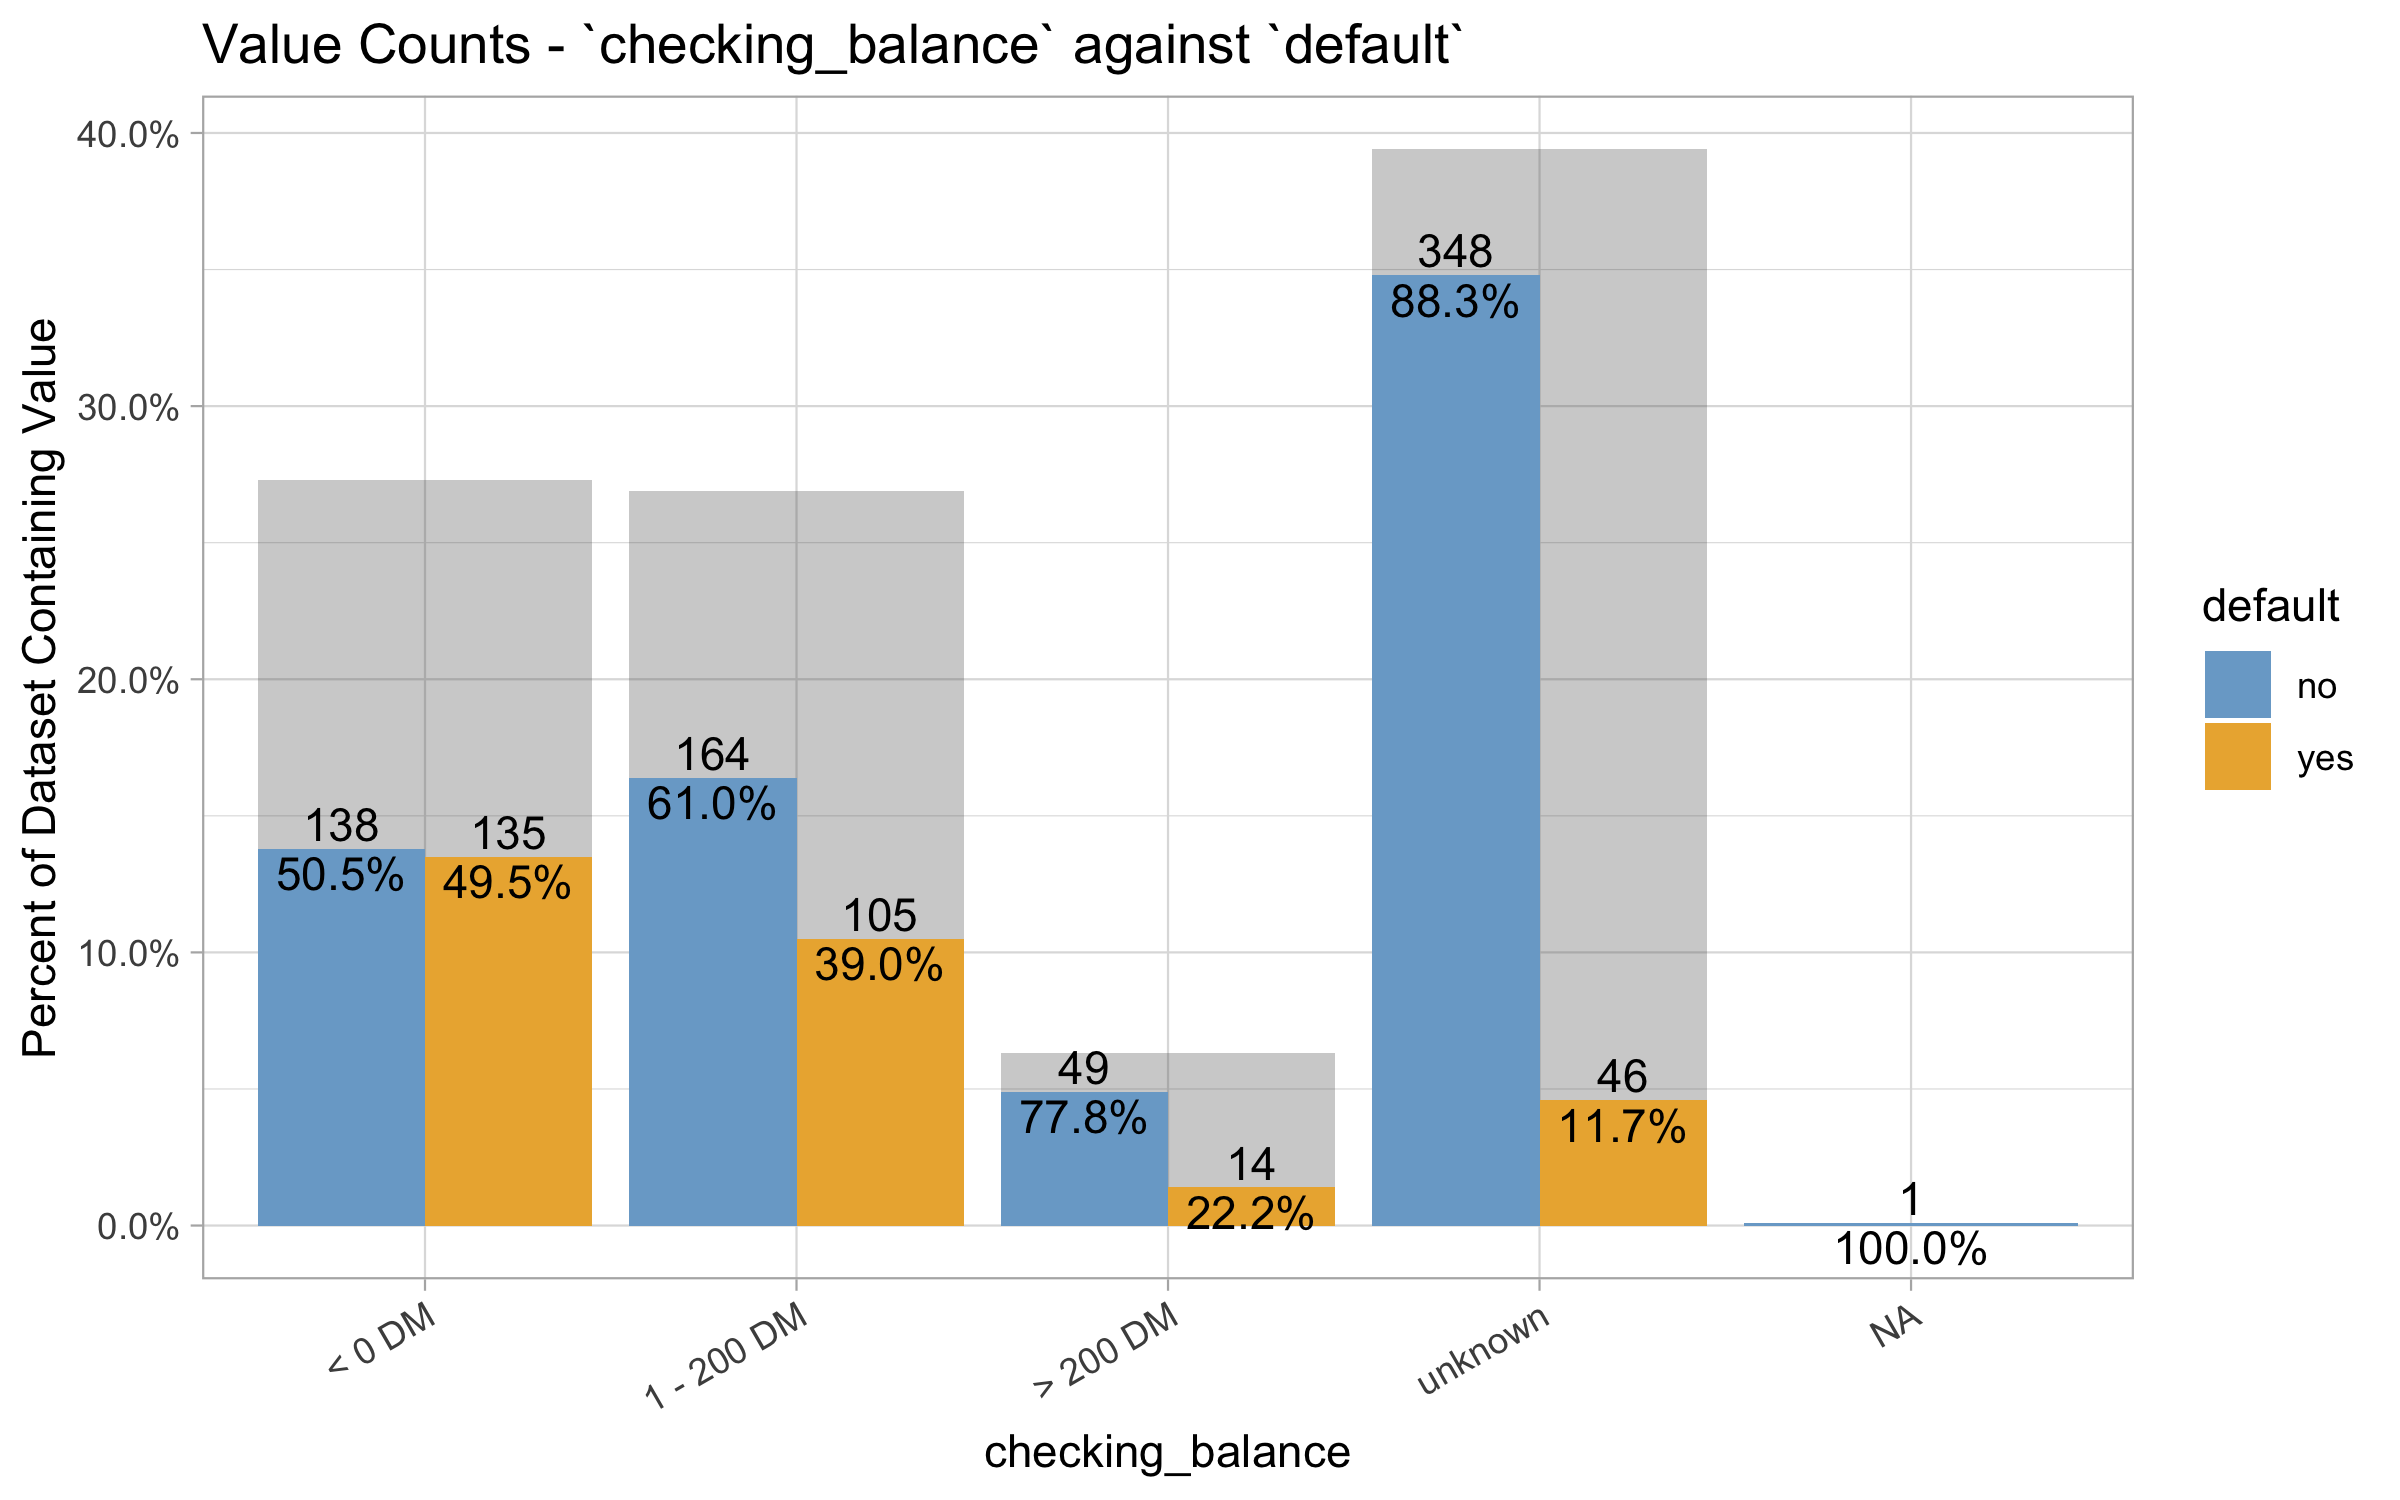 Value Counts - `checking_balance` against `default`
Percent of Dataset Containing Value
40.0%
30.0%
20.0%
10.0%
0.0%
138
50.5%
135
49.5%
164
61.0%
105
39.0%
49
77.8%
14
22.2%
348
88.3%
46
11.7%
1
100.0%
< 0 DM
1 - 200 DM
> 200 DM
unknown
NA
checking_balance
default
no
yes